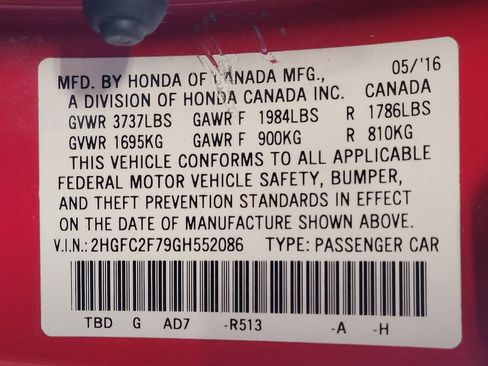 MFD. BY HONDA OF CANADA MFG., 05/'16
A DIVISION OF HONDA CANADA INC. CANADA
GVWR 3737LBS GAWR F 1984LBS R 1786LBS
GVWR 1695KG GAWR F 900KG R 810KG
THIS VEHICLE CONFORMS TO ALL APPLICABLE
FEDERAL MOTOR VEHICLE SAFETY, BUMPER,
AND THEFT PREVENTION STANDARDS IN EFFECT
ON THE DATE OF MANUFACTURE SHOWN ABOVE.
V.I.N.: 2HGFC2F79GH552086 TYPE: PASSENGER CAR
TBD G AD7 -R513 -A -H